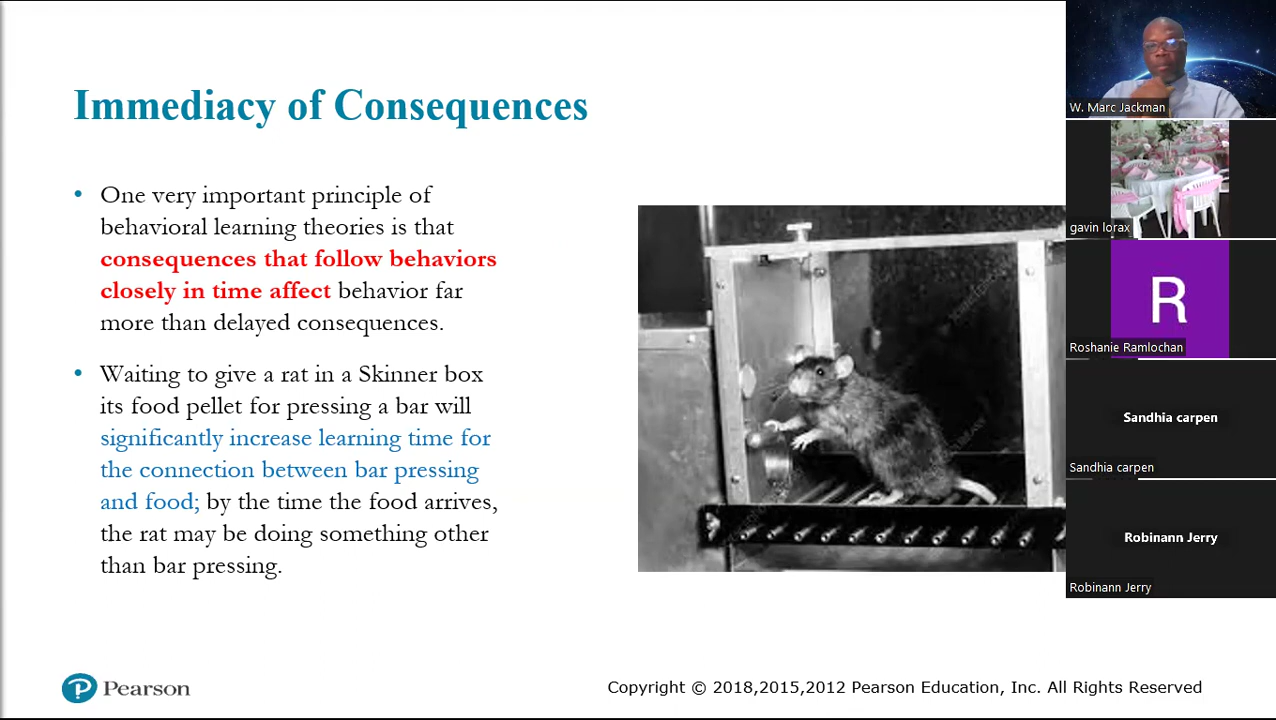 Immediacy of Consequences
• One very important principle of
behavioral learning theories is that
consequences that follow behaviors
closely in time affect behavior far
more than delayed consequences.
• Waiting to give a rat in a Skinner box
its food pellet for pressing a bar will
significantly increase learning time for
the connection between bar pressing
and food; by the time the food arrives,
the rat may be doing something other
than bar pressing.
P Pearson
Copyright © 2018,2015,2012 Pearson Education, Inc. All Rights Reserved
W. Marc Jackman
gavin lorax
R
Roshanie Ramlochan
Sandhia carpen
Sandhia carpen
Robinann Jerry
Robinann Jerry